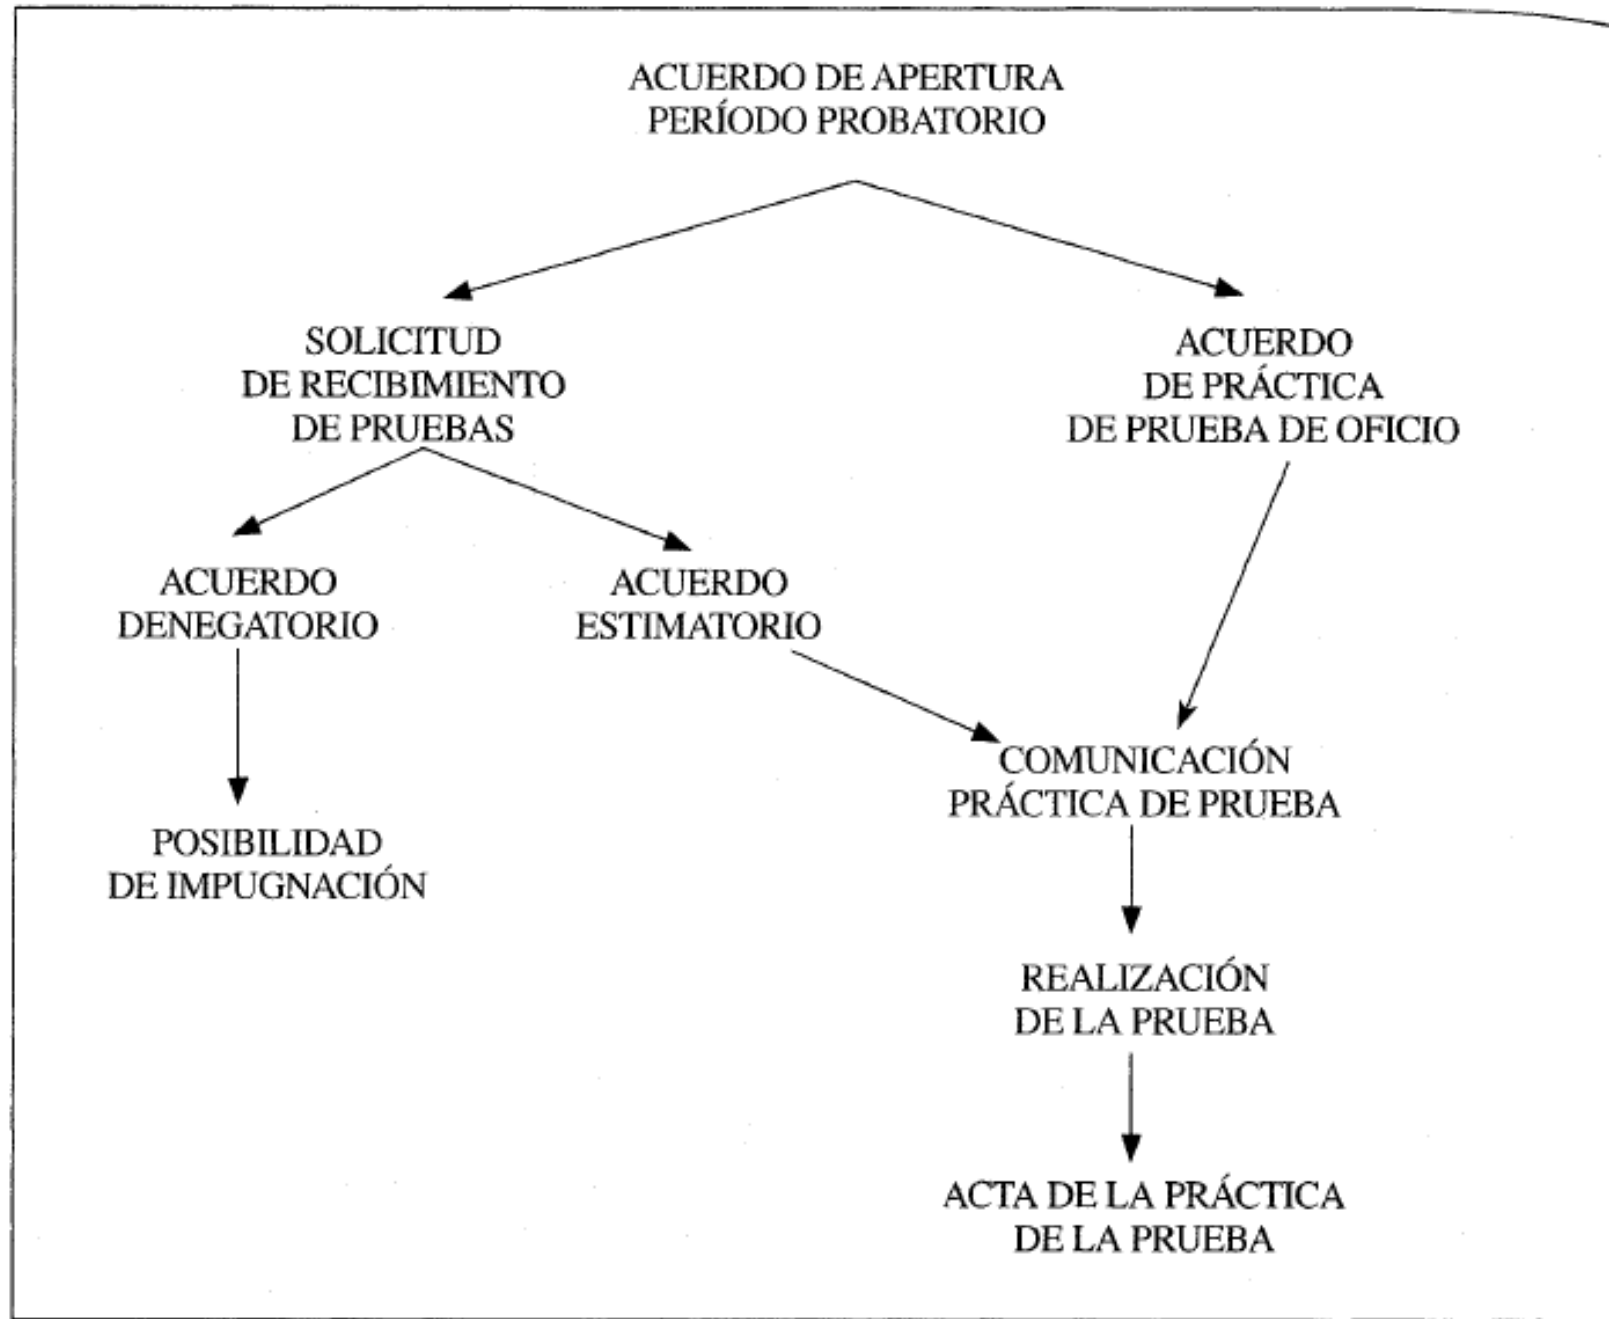 ACUERDO DE APERTURA
PERÍODO PROBATORIO
SOLICITUD
DE RECIBIMIENTO
DE PRUEBAS
ACUERDO
DE PRÁCTICA
DE PRUEBA DE OFICIO
ACUERDO
DENEGATORIO
ACUERDO
ESTIMATORIO
COMUNICACIÓN
PRÁCTICA DE PRUEBA
POSIBILIDAD
DE IMPUGNACIÓN
REALIZACIÓN
DE LA PRUEBA
ACTA DE LA PRÁCTICA
DE LA PRUEBA